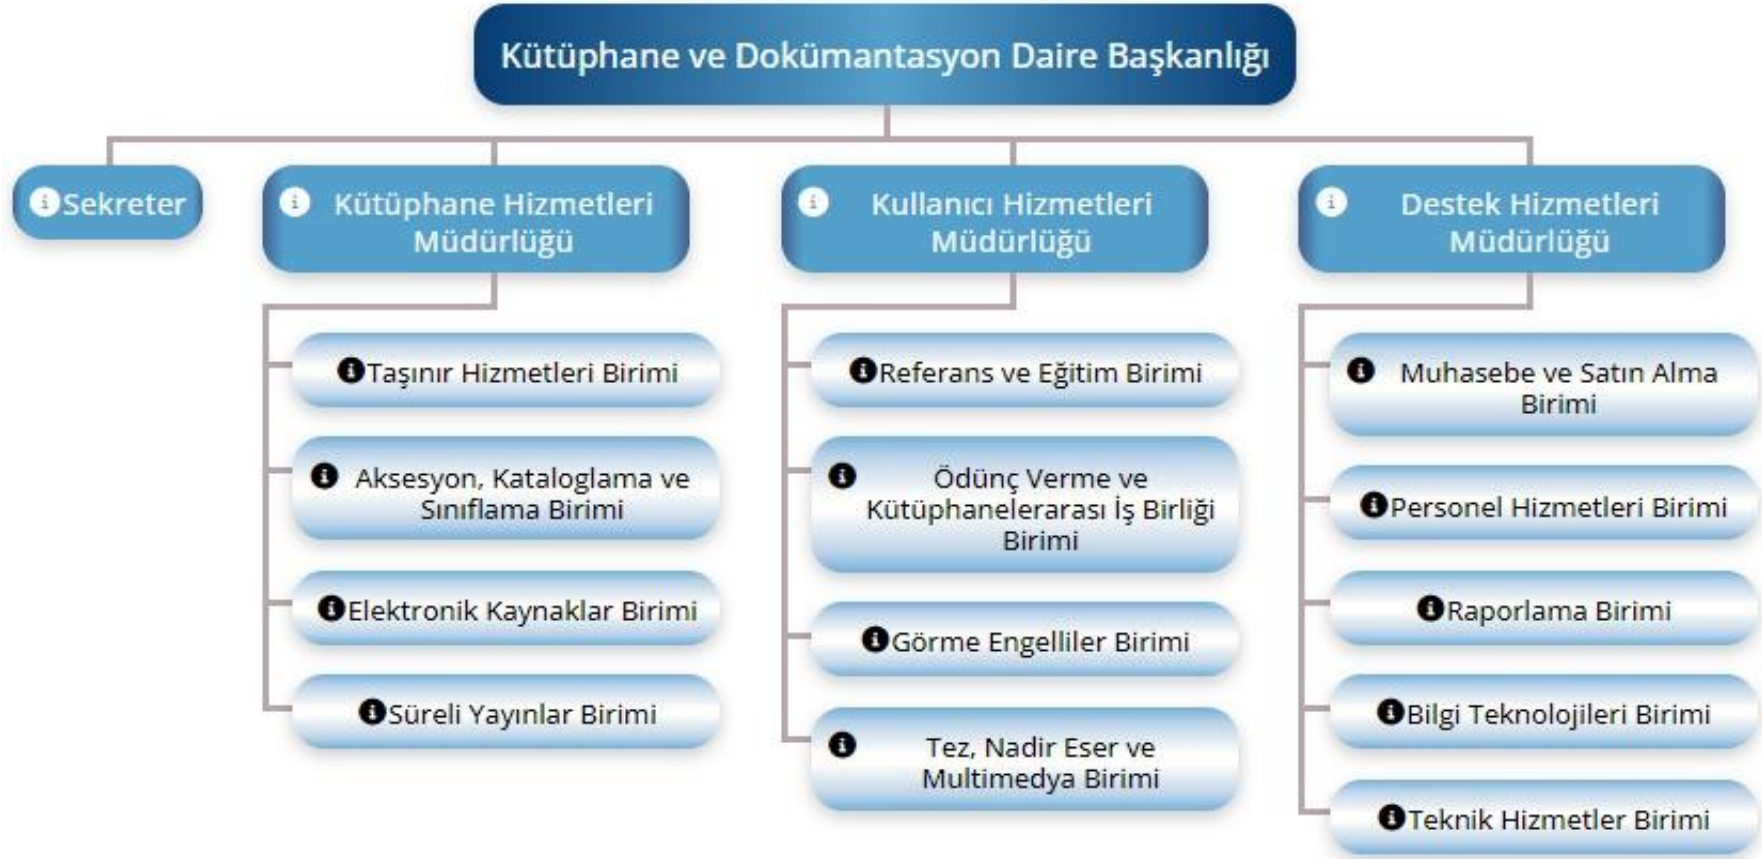 Kütüphane ve Dokümantasyon Daire Başkanlığı
Sekreter
Kütüphane Hizmetleri
Müdürlüğü
Taşınır Hizmetleri Birimi
Aksesyon, Kataloglama ve
Sınıflama Birimi
Elektronik Kaynaklar Birimi
Süreli Yayınlar Birimi
Kullanıcı Hizmetleri
Müdürlüğü
Referans ve Eğitim Birimi
Ödünç Verme ve
Kütüphanelerarası İş Birliği
Birimi
Görme Engelliler Birimi
Tez, Nadir Eser ve
Multimedya Birimi
Destek Hizmetleri
Müdürlüğü
Muhasebe ve Satın Alma
Birimi
Personel Hizmetleri Birimi
Raporlama Birimi
Bilgi Teknolojileri Birimi
Teknik Hizmetler Birimi